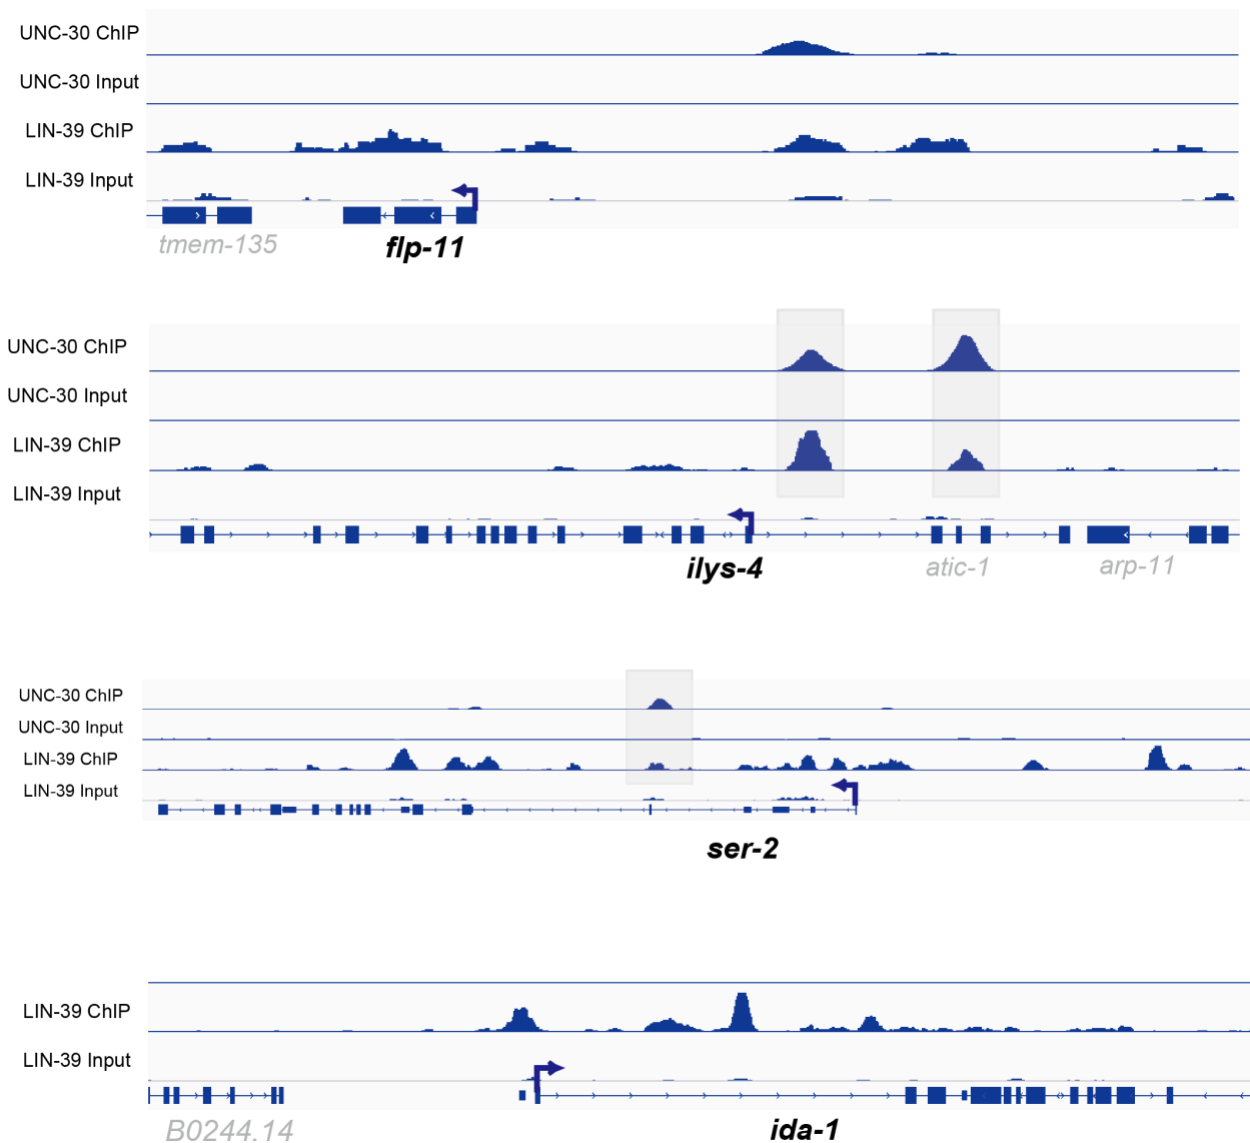 UNC-30 ChIP
UNC-30 Input
LIN-39 ChIP
LIN-39 Input
tmem-135 flp-11
UNC-30 ChIP
UNC-30 Input
LIN-39 ChIP
LIN-39 Input
ilys-4 atic-1 arp-11
UNC-30 ChIP
UNC-30 Input
LIN-39 ChIP
LIN-39 Input
ser-2
LIN-39 ChIP
LIN-39 Input
B0244.14 ida-1